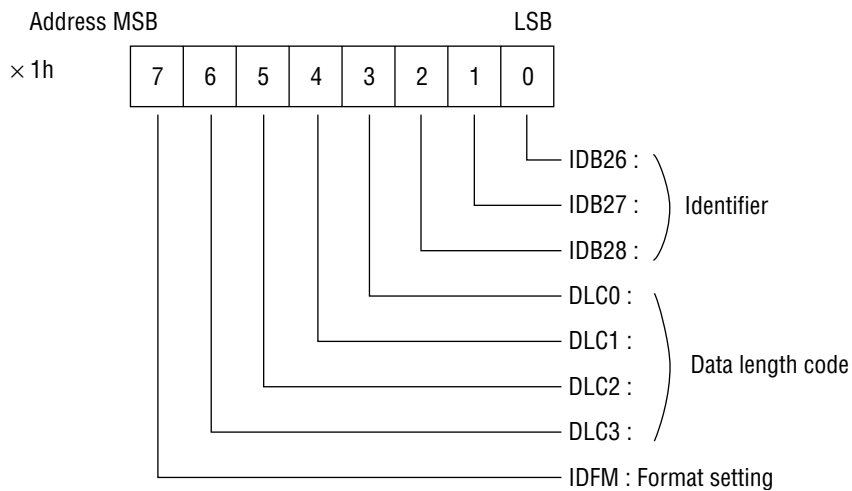 Address MSB LSB
× 1h 7 6 5 4 3 2 1 0
IDB26 :
IDB27 : Identifier
IDB28 :
DLC0 :
DLC1 :
Data length code
DLC2 :
DLC3 :
IDFM : Format setting